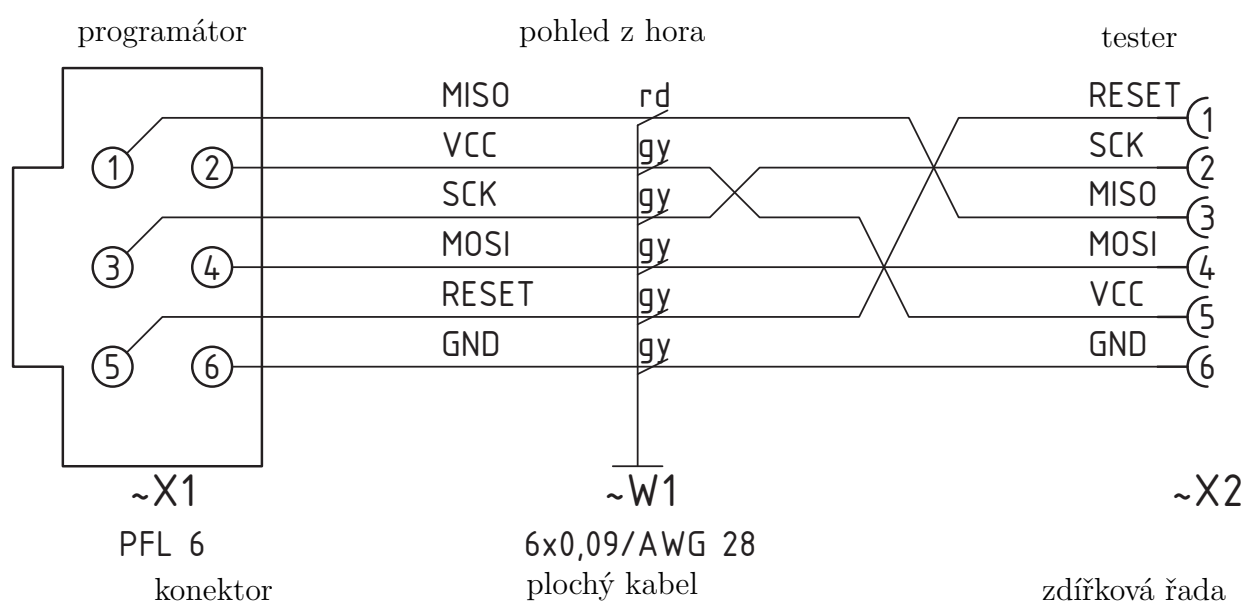 programátor pohled z hora tester
MISO rd RESET
1
VCC gy SCK
1 2 2
SCK gy MISO
3
MOSI gy MOSI
3 4 4
RESET gy VCC
5
GND gy GND
5 6 6
~X1 ~W1 ~X2
PFL 6 6x0,09/AWG 28
konektor plochý kabel zdířková řada